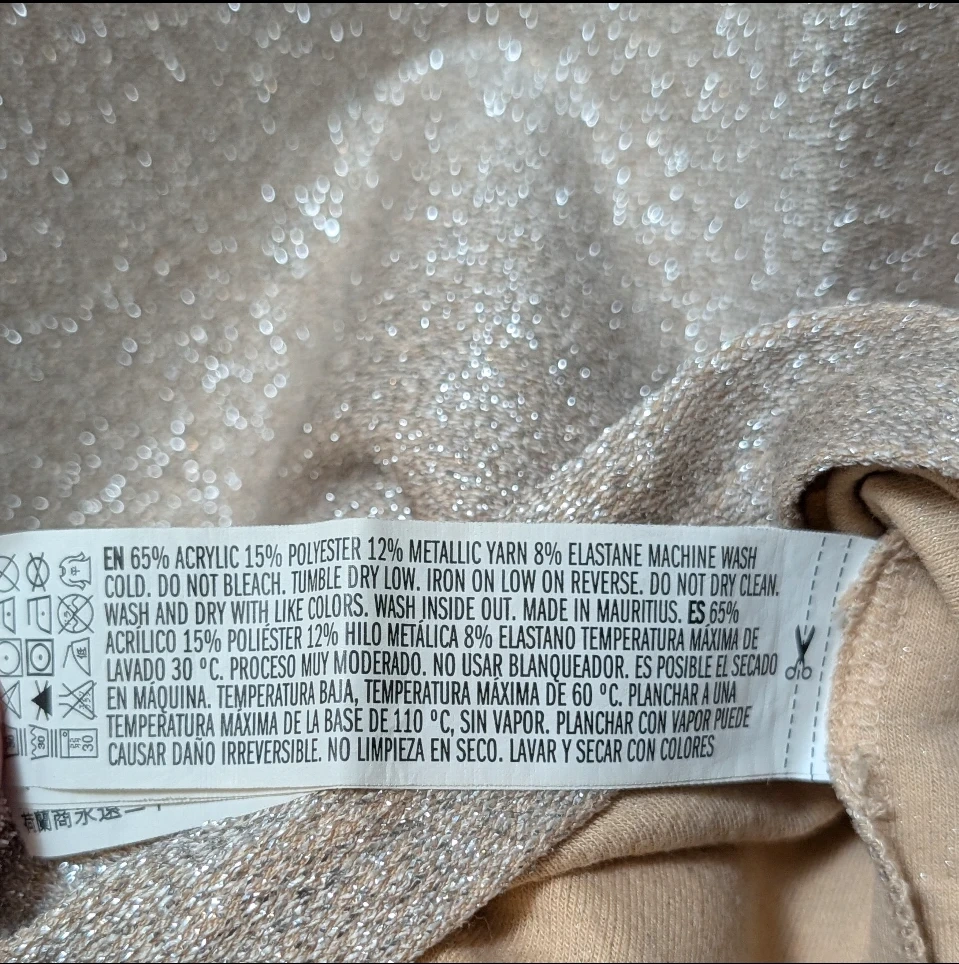 EN 65% ACRYLIC 15% POLYESTER 12% METALLIC YARN 8% ELASTANE MACHINE WASH
COLD. DO NOT BLEACH. TUMBLE DRY LOW. IRON ON LOW ON REVERSE. DO NOT DRY CLEAN.
WASH AND DRY WITH LIKE COLORS. WASH INSIDE OUT. MADE IN MAURITIUS. ES 65%
ACRÍLICO 15% POLIÉSTER 12% HILO METÁLICA 8% ELASTANO TEMPERATURA MÁXIMA DE
LAVADO 30 °C. PROCESO MUY MODERADO. NO USAR BLANQUEADOR. ES POSIBLE EL SECADO
EN MÁQUINA. TEMPERATURA BAJA, TEMPERATURA MÁXIMA DE 60 °C. PLANCHAR A UNA
TEMPERATURA MÁXIMA DE LA BASE DE 110 °C, SIN VAPOR. PLANCHAR CON VAPOR PUEDE
CAUSAR DAÑO IRREVERSIBLE. NO LIMPIEZA EN SECO. LAVAR Y SECAR CON COLORES
30
30
蘭商水